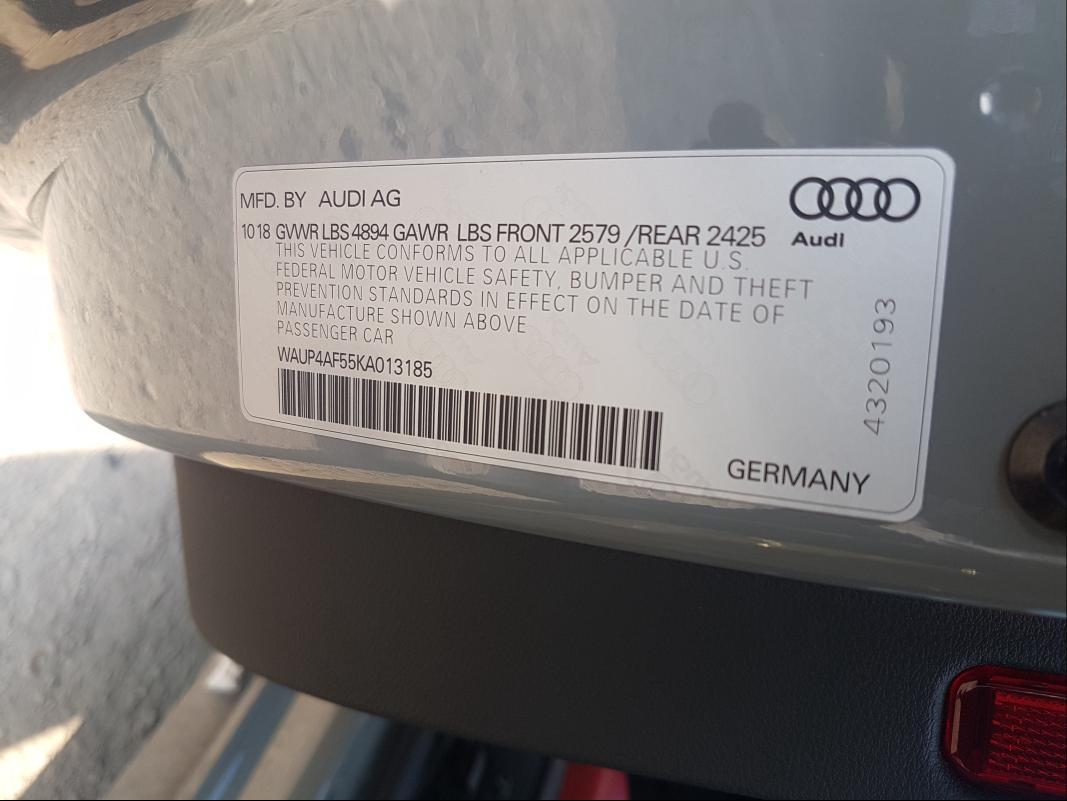 MFD. BY AUDI AG
1018 GVWR LBS 4894 GAWR LBS FRONT 2579 /REAR 2425
Audi
THIS VEHICLE CONFORMS TO ALL APPLICABLE U.S.
FEDERAL MOTOR VEHICLE SAFETY, BUMPER AND THEFT
PREVENTION STANDARDS IN EFFECT ON THE DATE OF
MANUFACTURE SHOWN ABOVE
PASSENGER CAR
WAUP4AF55KA013185
4320193
GERMANY